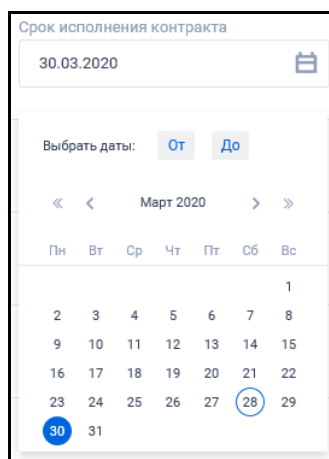 Срок исполнения контракта
30.03.2020
Выбрать даты: От До
« ‹ Март 2020 › »
Пн Вт Ср Чт Пт Сб Вс
1
2 3 4 5 6 7 8
9 10 11 12 13 14 15
16 17 18 19 20 21 22
23 24 25 26 27 28 29
30 31